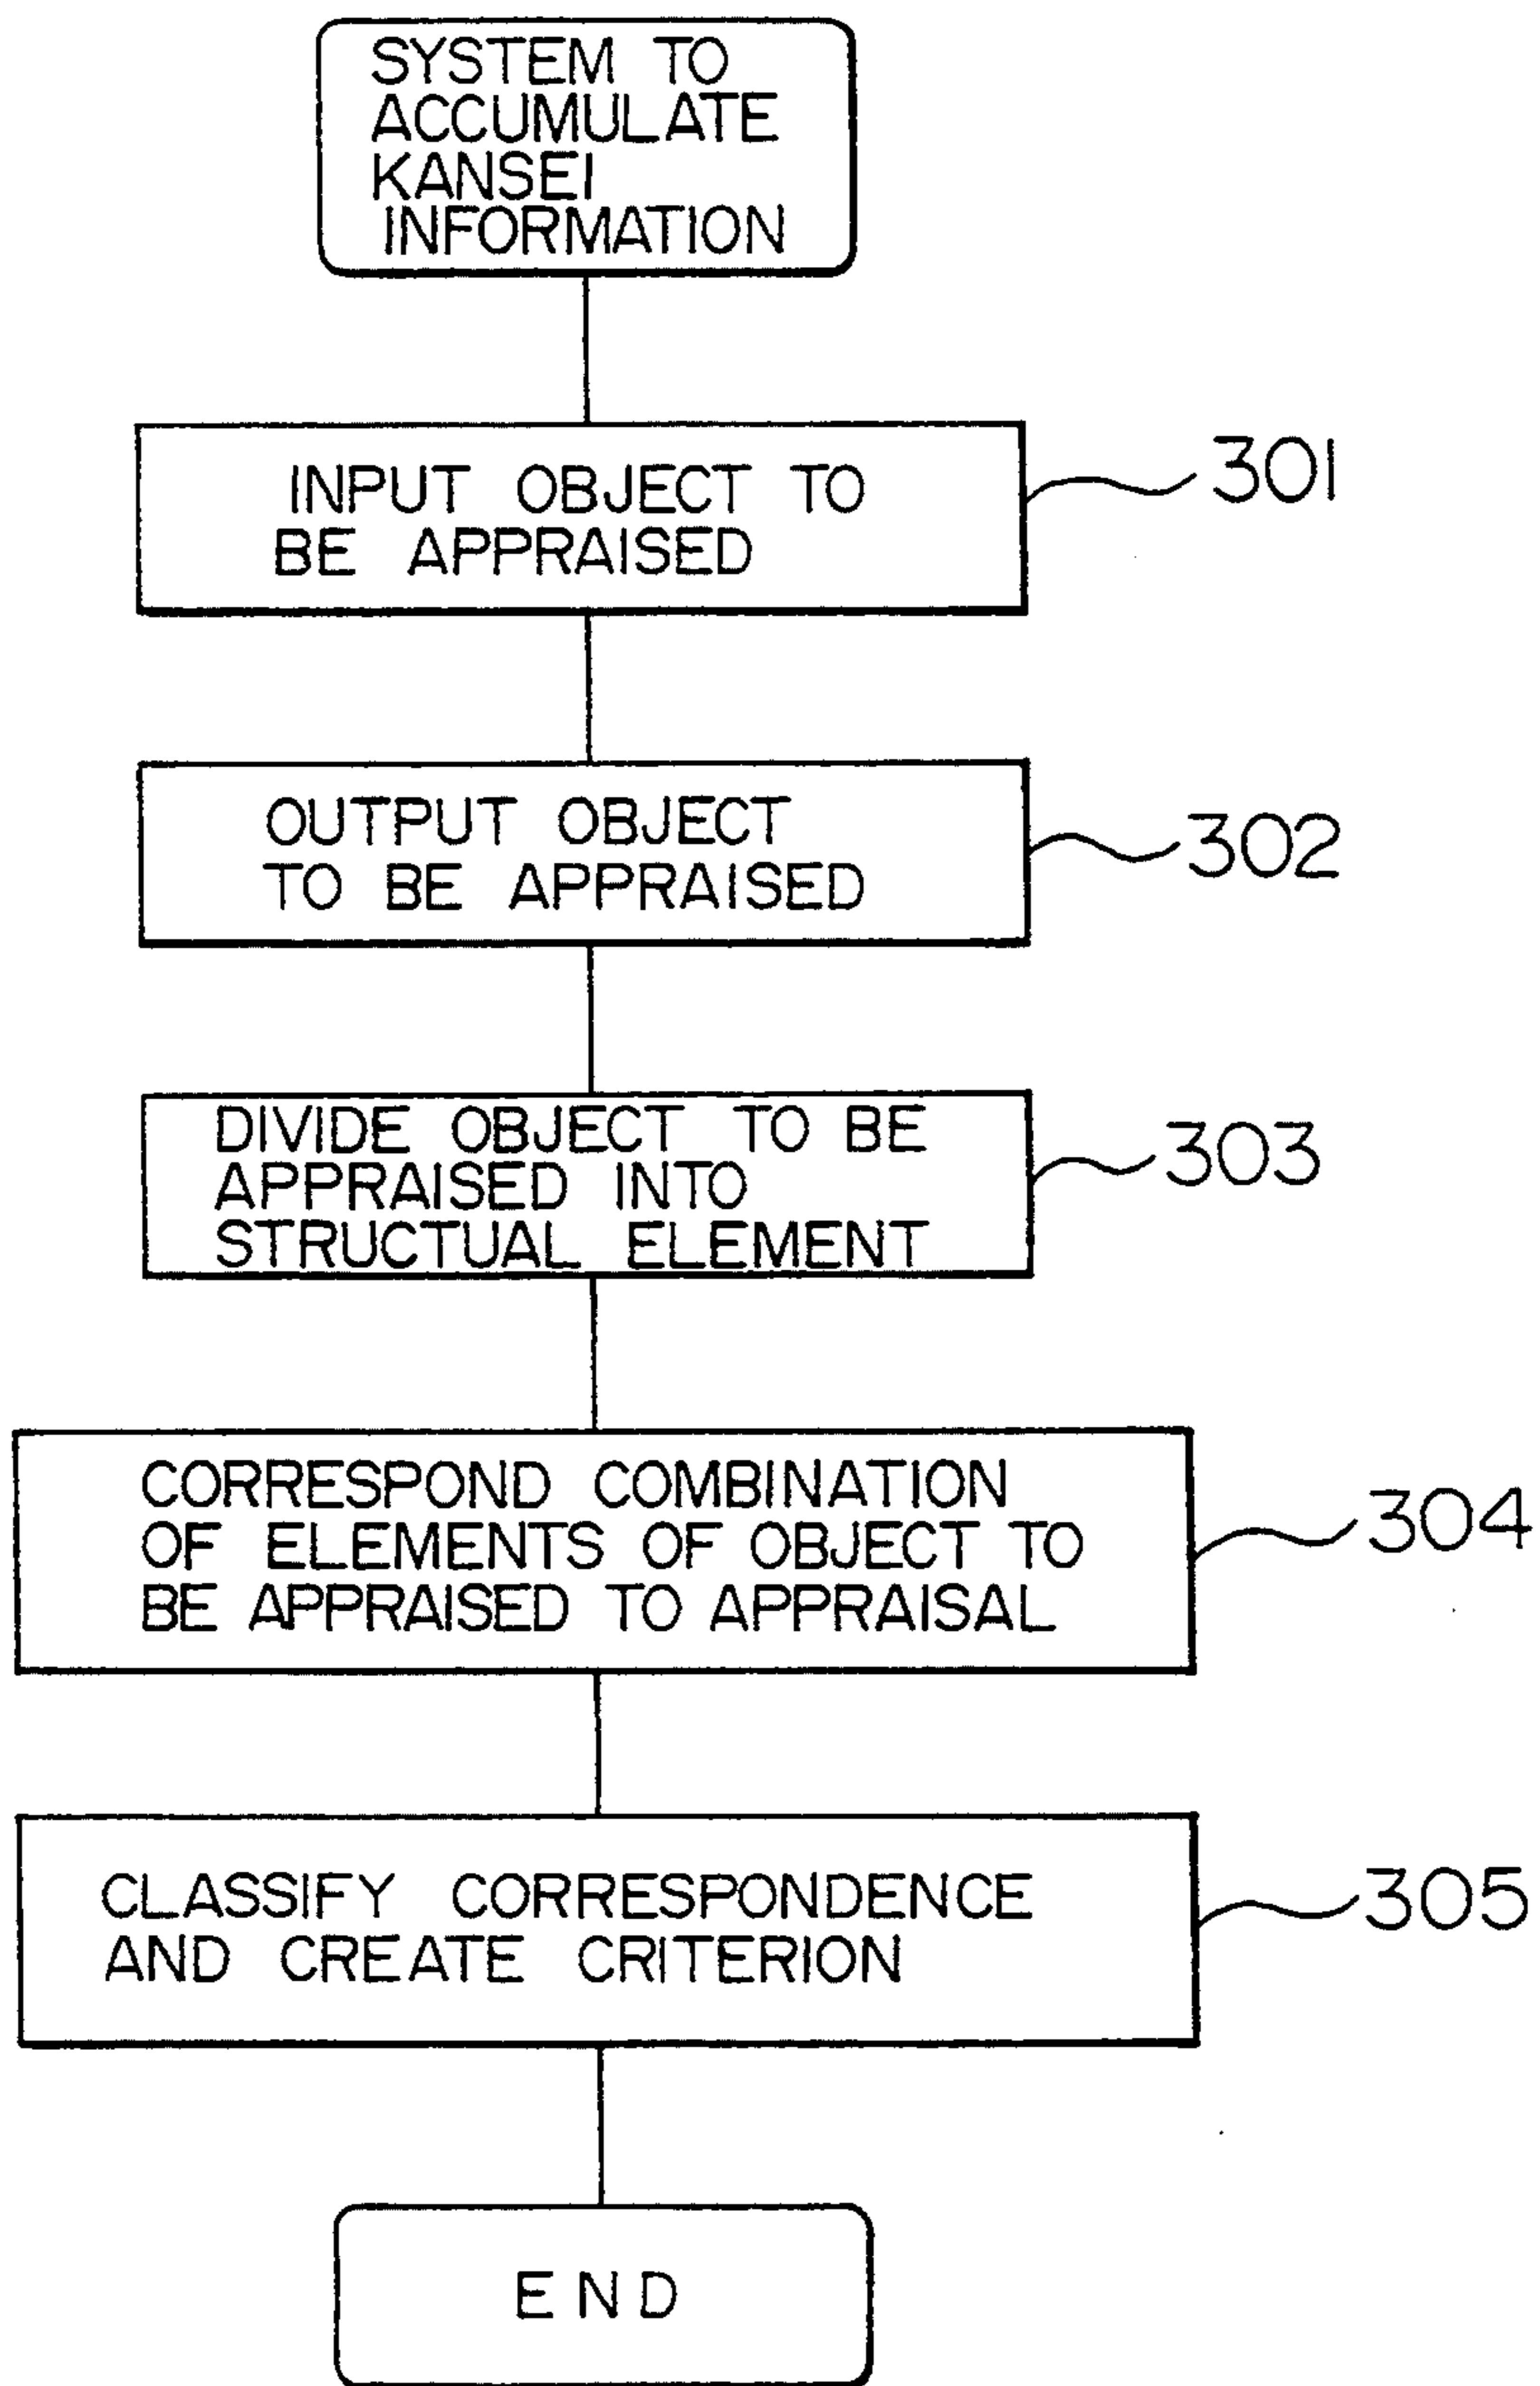 SYSTEM TO
ACCUMULATE
KANSEI
INFORMATION
INPUT OBJECT TO
BE APPRAISED
301
OUTPUT OBJECT
TO BE APPRAISED
302
DIVIDE OBJECT TO BE
APPRAISED INTO
STRUCTUAL ELEMENT
303
CORRESPOND COMBINATION
OF ELEMENTS OF OBJECT TO
BE APPRAISED TO APPRAISAL
304
CLASSIFY CORRESPONDENCE
AND CREATE CRITERION
305
END